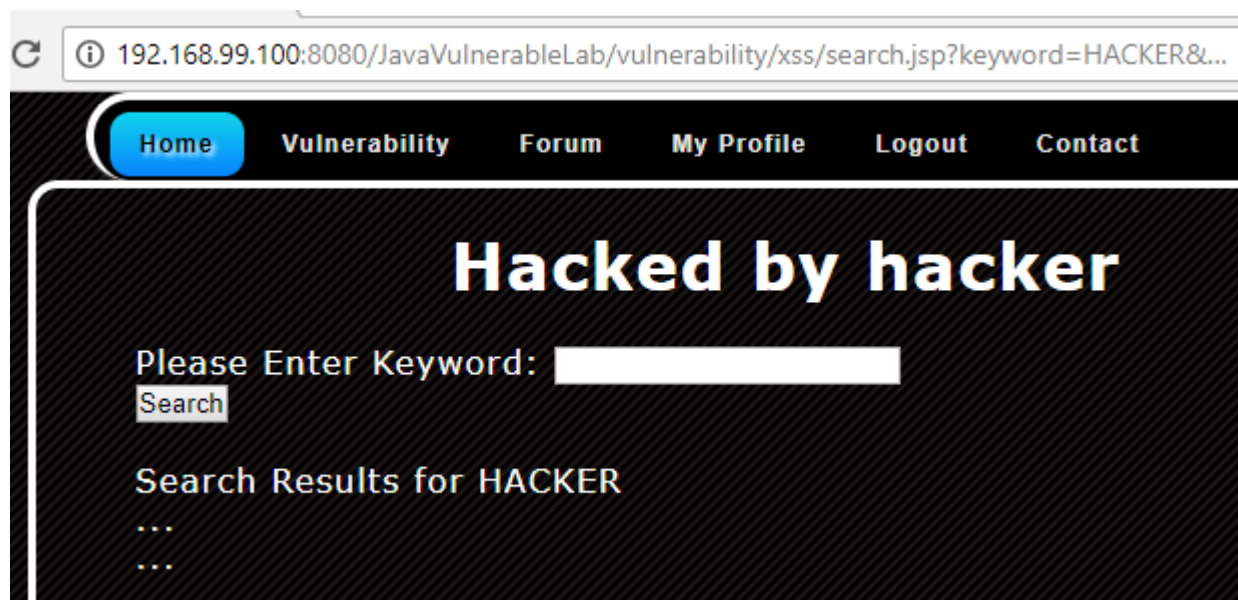 192.168.99.100:8080/JavaVulnerableLab/vulnerability/xss/search.jsp?keyword=HACKER&...
Home Vulnerability Forum My Profile Logout Contact
Hacked by hacker
Please Enter Keyword:
Search
Search Results for HACKER
...
...